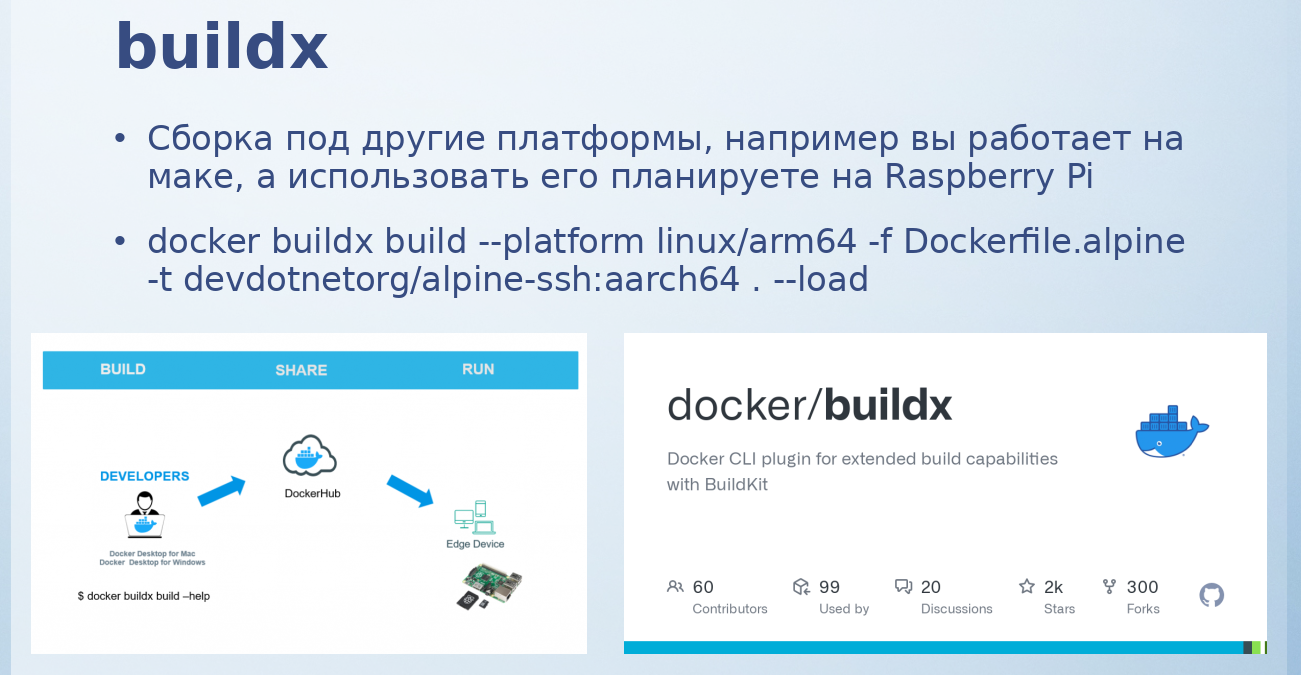 buildx
• Сборка под другие платформы, например вы работает на
маке, а использовать его планируете на Raspberry Pi
• docker buildx build --platform linux/arm64 -f Dockerfile.alpine
-t devdotnetorg/alpine-ssh:aarch64 . --load
BUILD SHARE RUN
DEVELOPERS
DockerHub
Edge Device
Docker Desktop for Mac
Docker Desktop for Windows
$ docker buildx build –help
docker/buildx
Docker CLI plugin for extended build capabilities
with BuildKit
60 99 20 2k 300
Contributors Used by Discussions Stars Forks